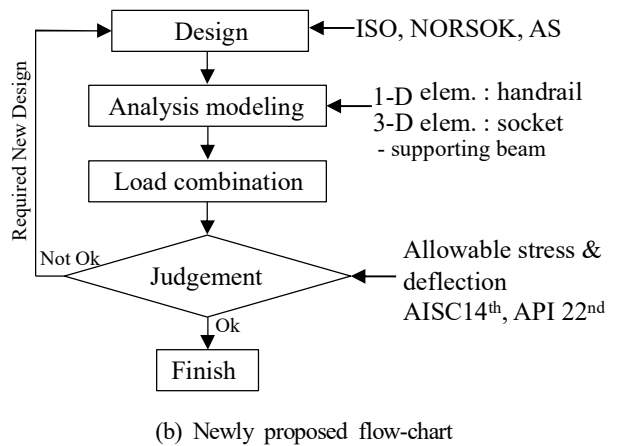 Design
ISO, NORSOK, AS
Required New Design
Analysis modeling
1-D elem. : handrail
3-D elem. : socket
- supporting beam
Load combination
Not Ok
Judgement
Allowable stress &
deflection
AISC14th, API 22nd
Ok
Finish
(b) Newly proposed flow-chart